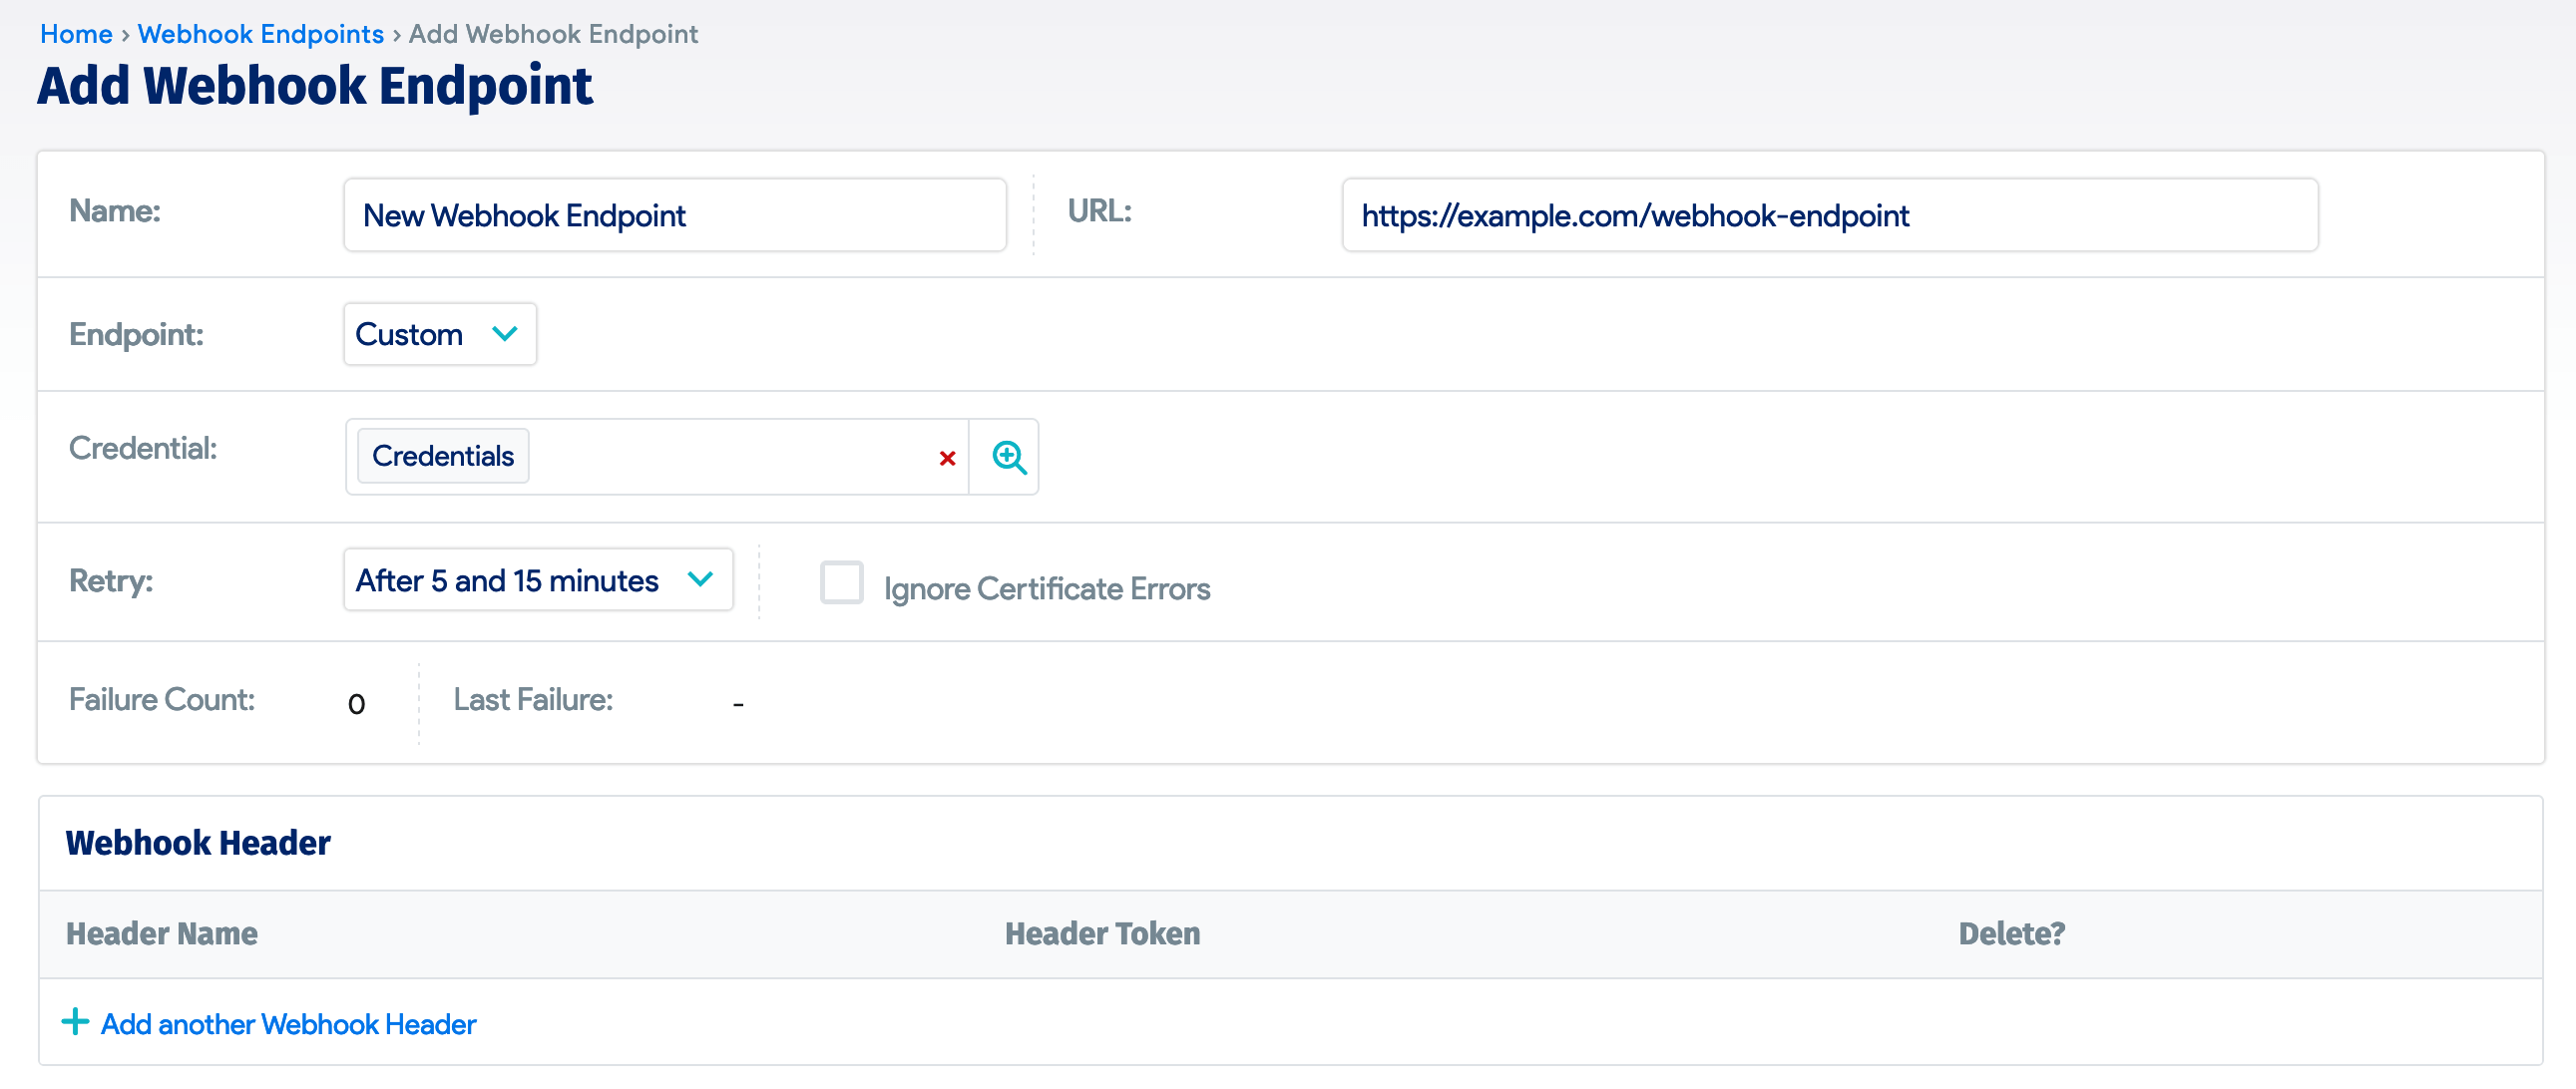 Home › Webhook Endpoints › Add Webhook Endpoint
Add Webhook Endpoint
Name: New Webhook Endpoint URL: https://example.com/webhook-endpoint
Endpoint: Custom
Credential: Credentials
Retry: After 5 and 15 minutes Ignore Certificate Errors
Failure Count: 0 Last Failure: -
Webhook Header
Header Name Header Token Delete?
Add another Webhook Header